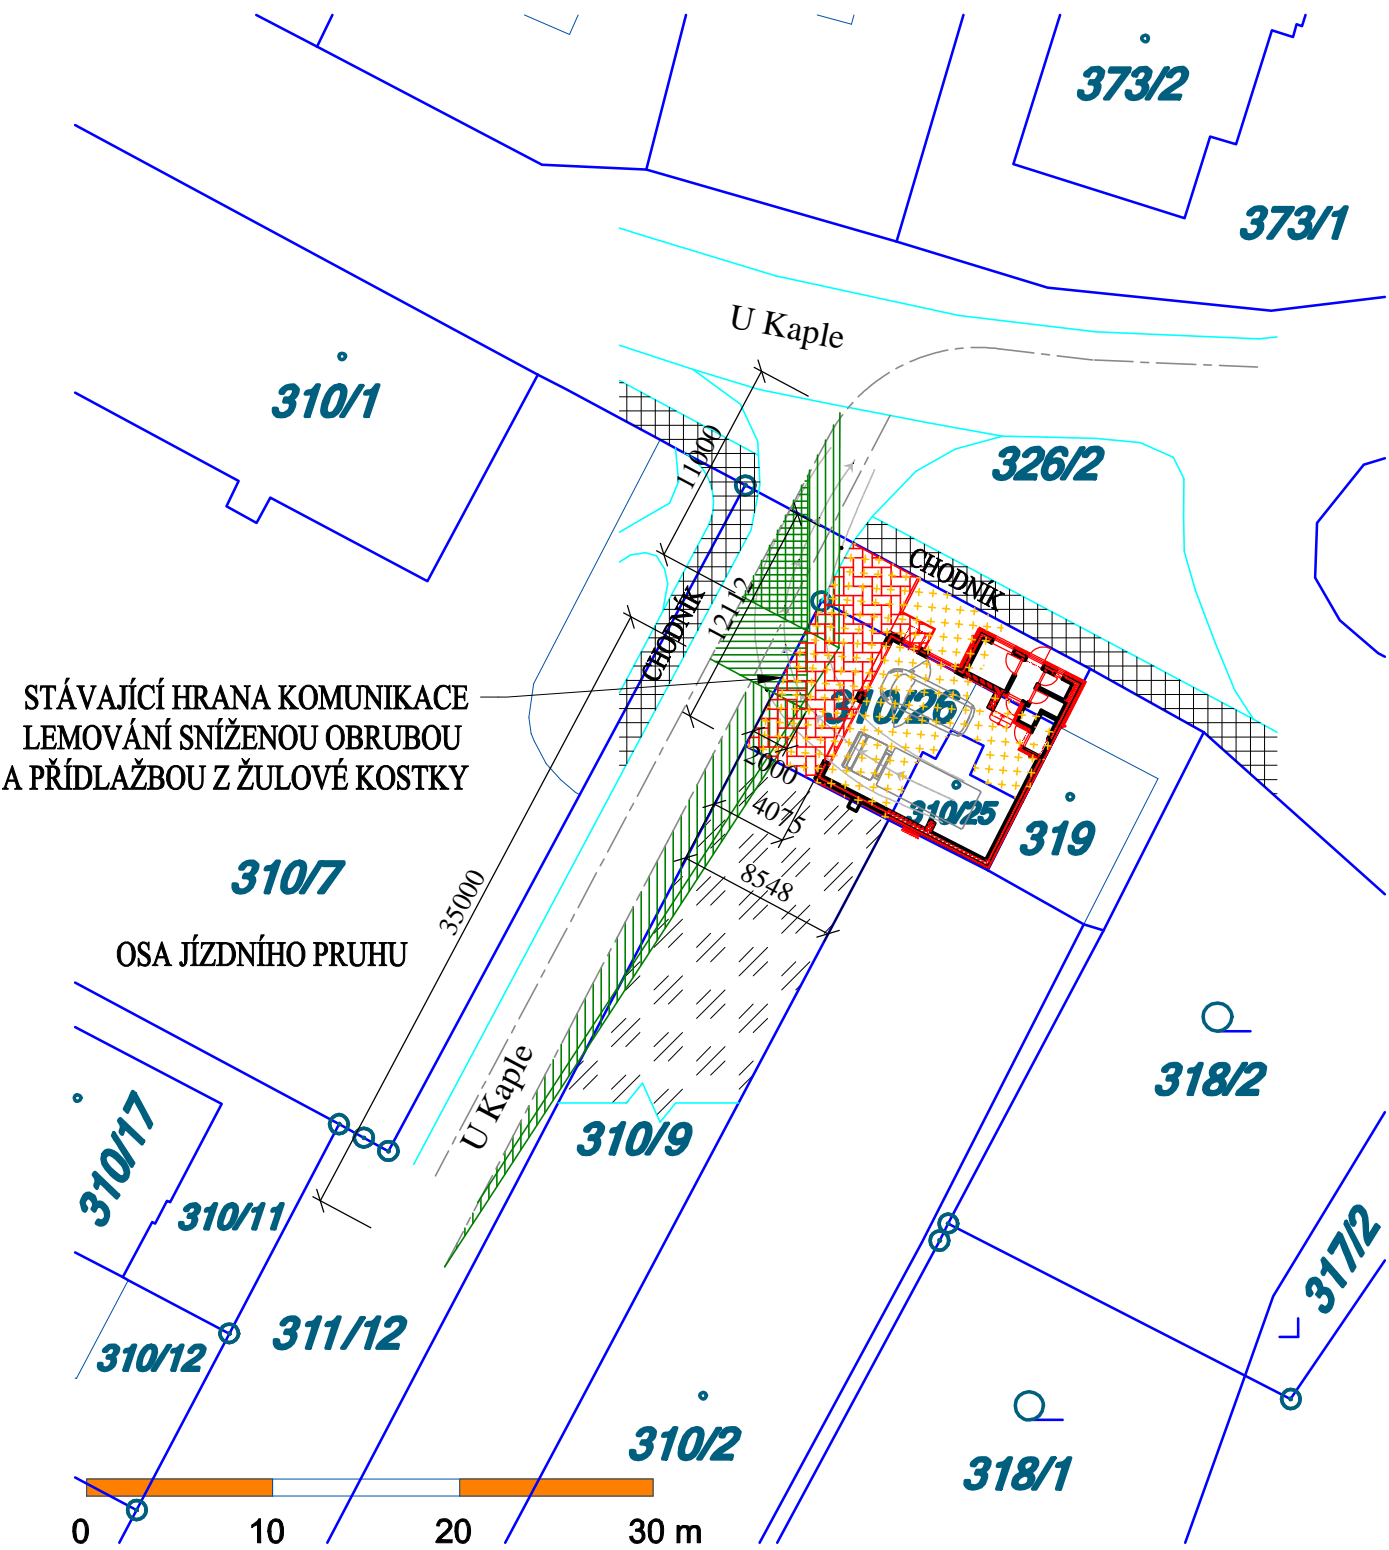 373/2
373/1
U Kaple
310/1
326/2
11000
CHODNÍK
12112
CHODNÍK
STÁVAJÍCÍ HRANA KOMUNIKACE
LEMOVÁNÍ SNÍŽENOU OBRUBOU
A PŘÍDLAŽBOU Z ŽULOVÉ KOSTKY
310/26
2000
4075
310/25
319
310/7
8548
35000
OSA JÍZDNÍHO PRUHU
U Kaple
318/2
310/9
310/17
310/11
317/2
311/12
310/12
310/2
318/1
0 10 20 30 m